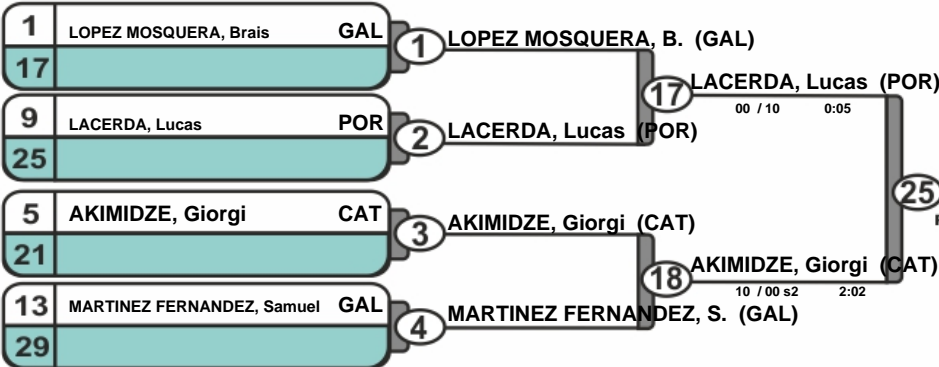 1 LOPEZ MOSQUERA, Brais GAL
17
1 LOPEZ MOSQUERA, B. (GAL)
9 LACERDA, Lucas POR
25
2 LACERDA, Lucas (POR)
17 LACERDA, Lucas (POR)
00 / 10 0:05
5 AKIMIDZE, Giorgi CAT
21
3 AKIMIDZE, Giorgi (CAT)
13 MARTINEZ FERNANDEZ, Samuel GAL
29
4 MARTINEZ FERNANDEZ, S. (GAL)
18 AKIMIDZE, Giorgi (CAT)
10 / 00 s2 2:02
25